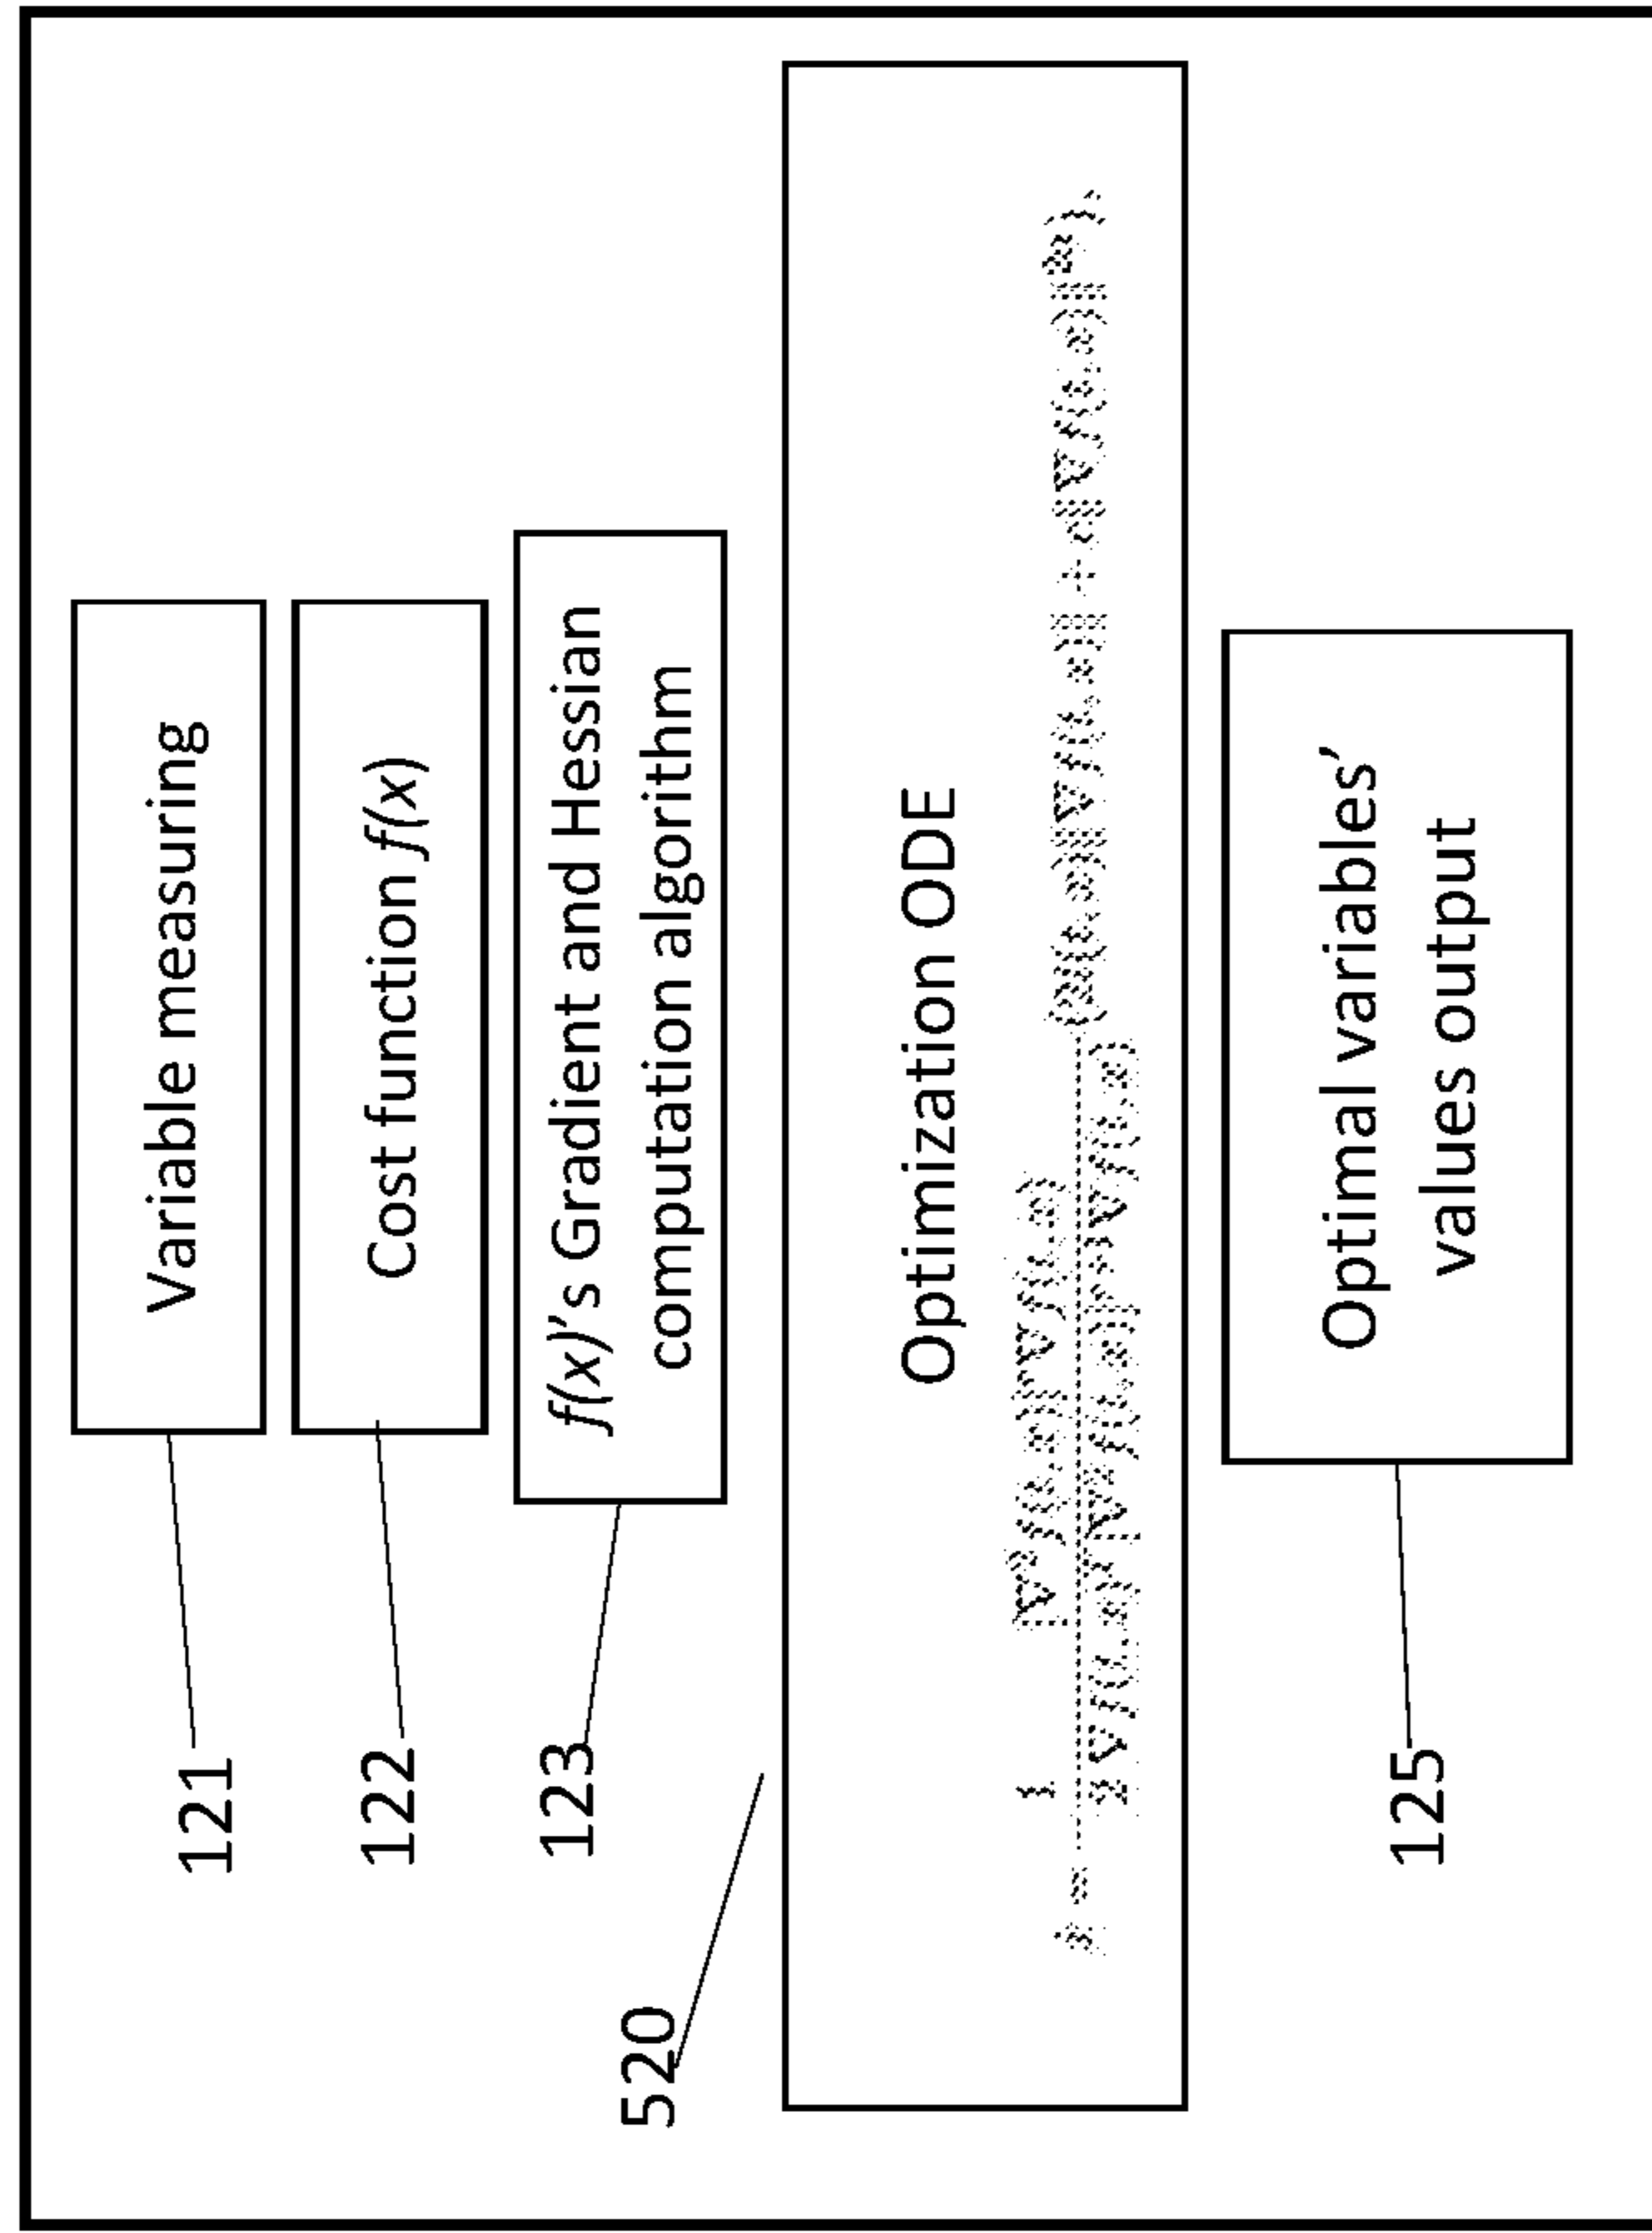 121
Variable measuring
122
Cost function f(x)
123
f(x)'s Gradient and Hessian
computation algorithm
520
Optimization ODE
125
Optimal variables'
values output